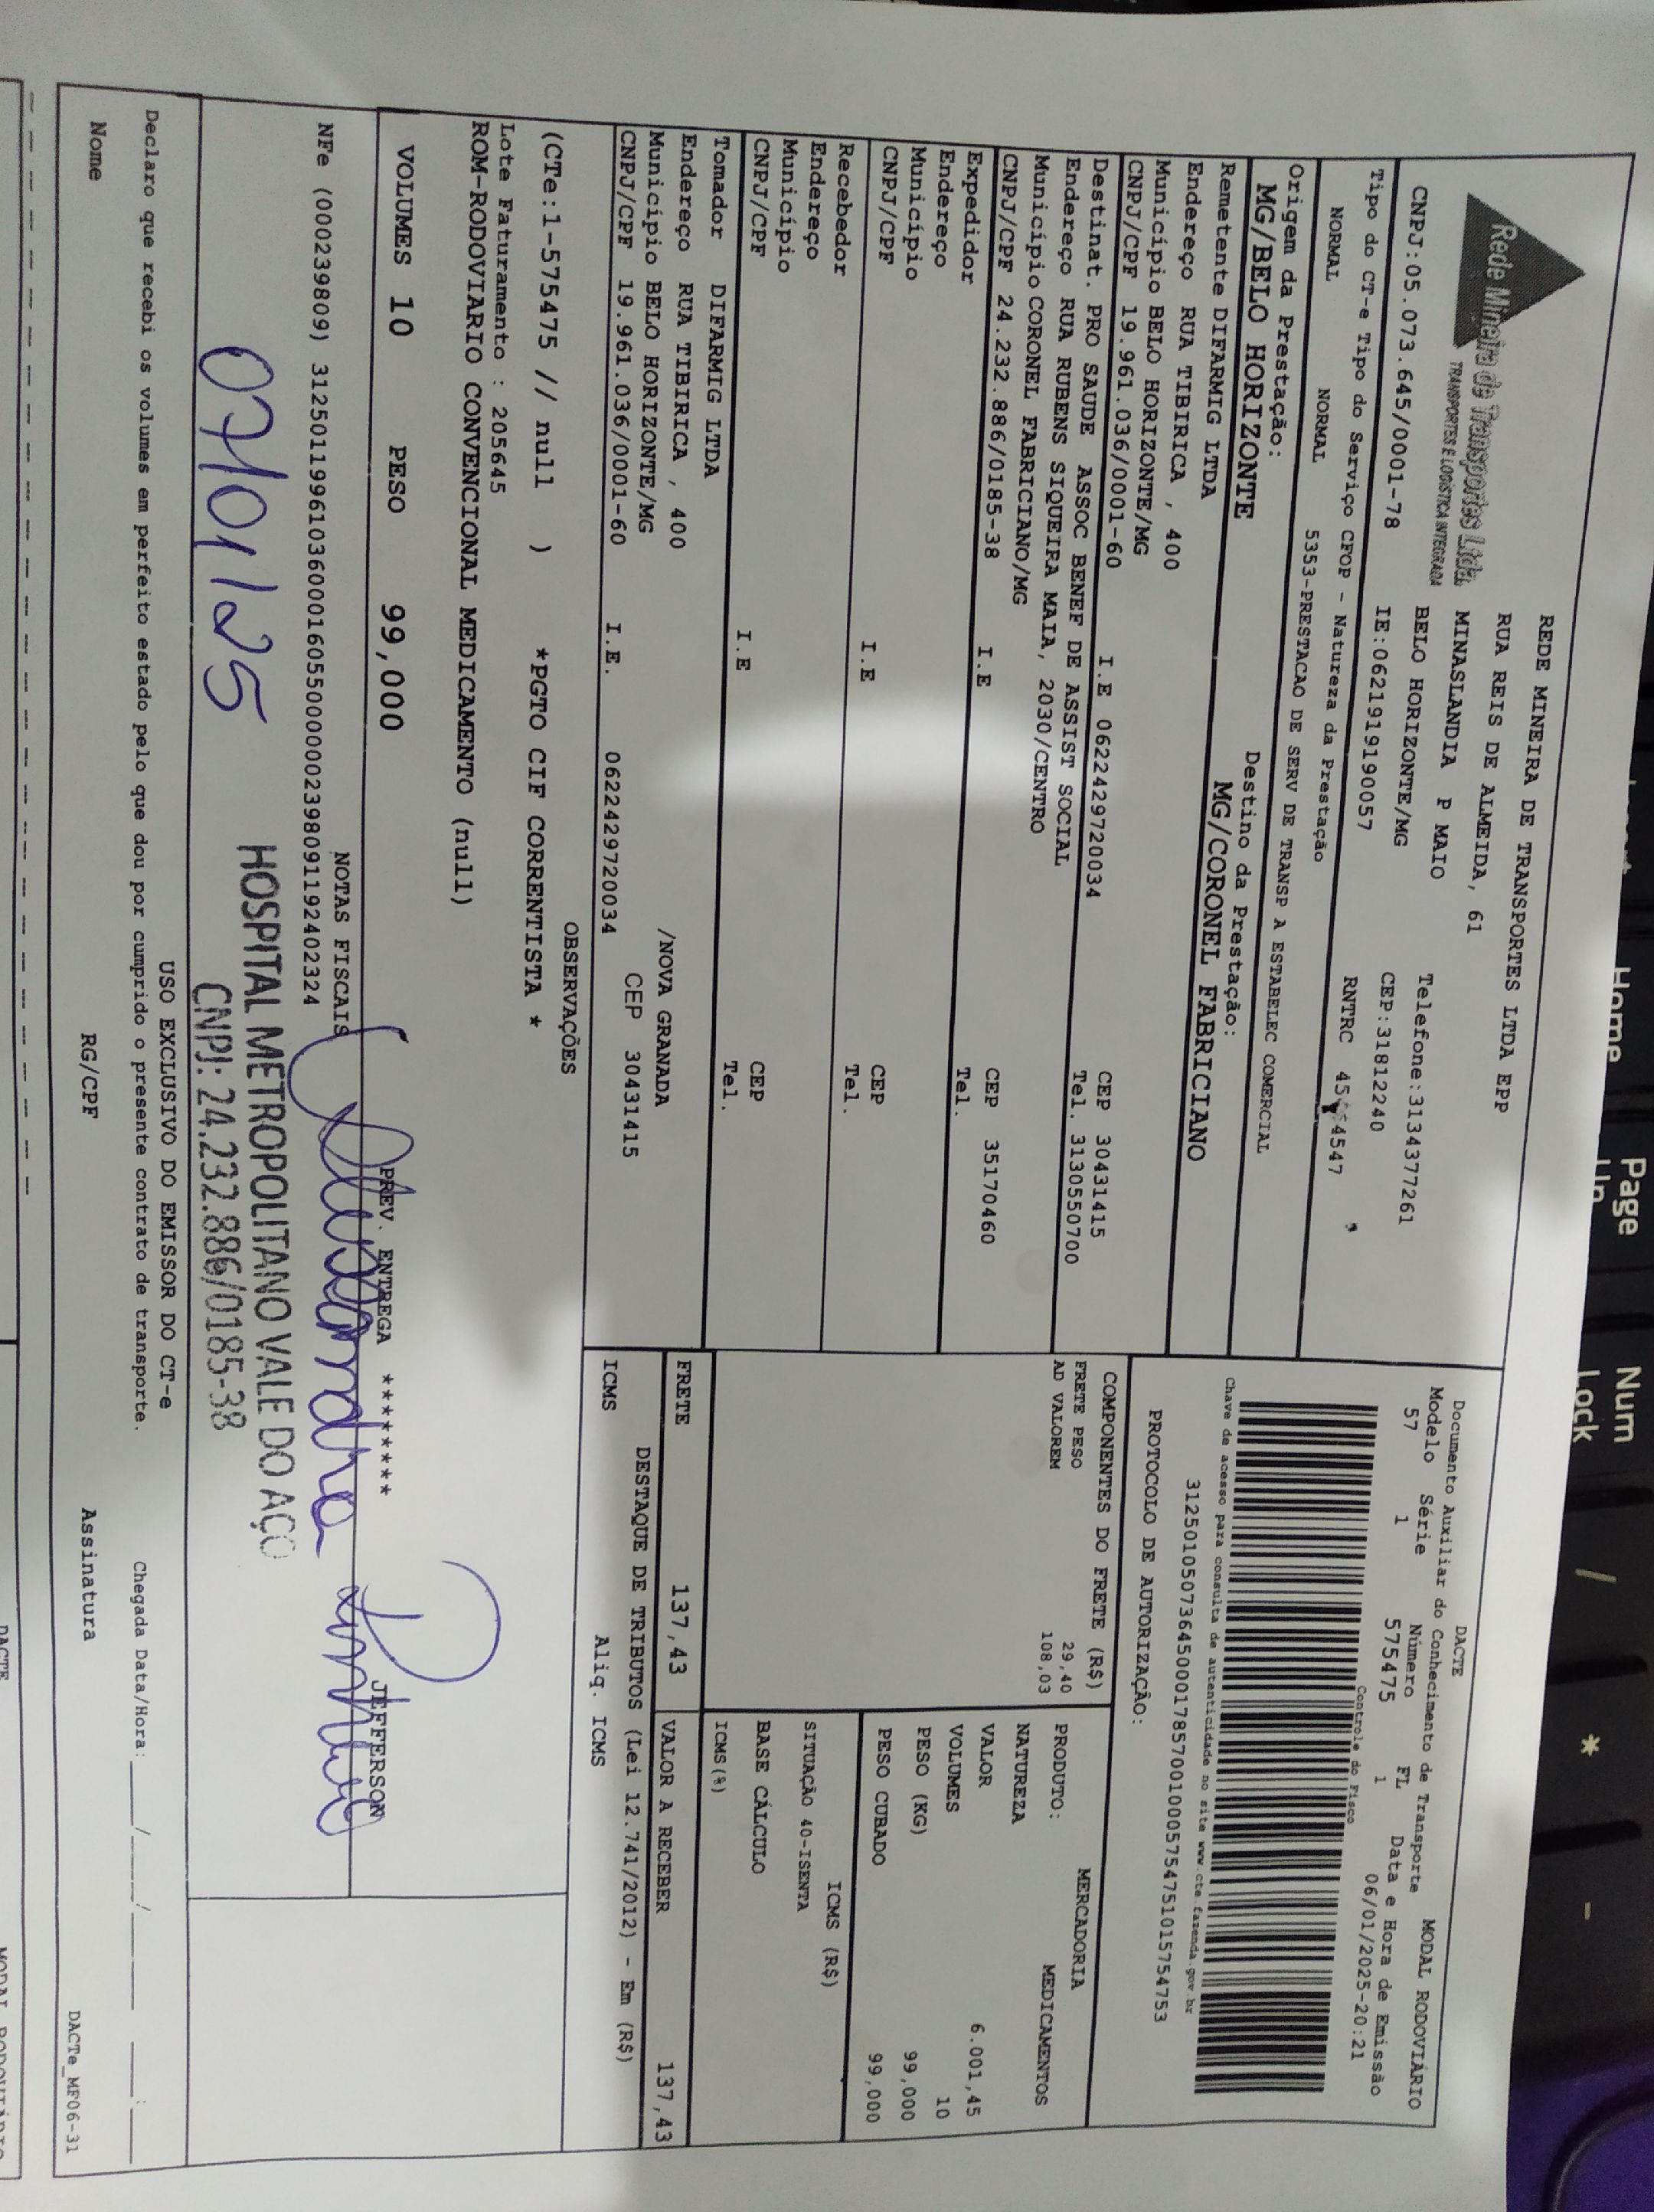 Rede Mineira de Transportes Ltda.
TRANSPORTES E LOGÍSTICA INTEGRADA
REDE MINEIRA DE TRANSPORTES LTDA EPP
RUA REIS DE ALMEIDA, 61
MINASLANDIA P MAIO
BELO HORIZONTE/MG
Telefone:3134377261
CNPJ:05.073.645/0001-78 IE:0621919190057 CEP:31812240
RNTRC 4547
Tipo do CT-e Tipo do Serviço CFOP - Natureza da Prestação
NORMAL NORMAL 5353-PRESTACAO DE SERV DE TRANSP A ESTABELEC COMERCIAL
Origem da Prestação: Destino da Prestação:
MG/BELO HORIZONTE MG/CORONEL FABRICIANO
DACTE
Documento Auxiliar do Conhecimento de Transporte MODAL RODOVIÁRIO
Modelo Série Número FL Data e Hora de Emissão
57 1 575475 1 06/01/2025-20:21
Controle do Fisco
Chave de acesso para consulta de autenticidade no site www.cte.fazenda.gov.br
31250105073645000178570010005754751015754753
PROTOCOLO DE AUTORIZAÇÃO:
Remetente DIFARMIG LTDA
Endereço RUA TIBIRICA , 400
Município BELO HORIZONTE/MG CEP 30431415
CNPJ/CPF 19.961.036/0001-60 I.E 0622429720034 Tel. 3130550700
Destinat. PRO SAUDE ASSOC BENEF DE ASSIST SOCIAL
Endereço RUA RUBENS SIQUEIRA MAIA, 2030/CENTRO
Município CORONEL FABRICIANO/MG CEP 35170460
CNPJ/CPF 24.232.886/0185-38 I.E Tel.
Expedidor
Endereço
Município CEP
CNPJ/CPF I.E Tel.
Recebedor
Endereço
Município CEP
CNPJ/CPF I.E Tel.
Tomador DIFARMIG LTDA
Endereço RUA TIBIRICA , 400 /NOVA GRANADA
Município BELO HORIZONTE/MG CEP 30431415
CNPJ/CPF 19.961.036/0001-60 I.E. 0622429720034
COMPONENTES DO FRETE (R$)
FRETE PESO 29,40
AD VALOREM 108,03
MERCADORIA
PRODUTO: MEDICAMENTOS
NATUREZA
VALOR 6.001,45
VOLUMES 10
PESO (KG) 99,000
PESO CUBADO 99,000
ICMS (R$)
SITUAÇÃO 40-ISENTA
BASE CÁLCULO
ICMS(%)
FRETE 137,43 VALOR A RECEBER 137,43
DESTAQUE DE TRIBUTOS (Lei 12.741/2012) - Em (R$)
ICMS Aliq. ICMS
OBSERVAÇÕES
(CTe:1-575475 // null ) *PGTO CIF CORRENTISTA *
Lote Faturamento : 205645
ROM-RODOVIARIO CONVENCIONAL MEDICAMENTO (null)
VOLUMES 10 PESO 99,000 PREV. ENTREGA ******** JEFFERSON
NOTAS FISCAIS
NFe (000239809) 31250119961036000160550000002398091192402324
07/01/25
HOSPITAL METROPOLITANO VALE DO AÇO
CNPJ: 24.232.886/0185-38
USO EXCLUSIVO DO EMISSOR DO CT-e
Declaro que recebi os volumes em perfeito estado pelo que dou por cumprido o presente contrato de transporte. Chegada Data/Hora:____/____/____ ___:___
Nome RG/CPF Assinatura
DACTe_MF06-31
DACTE
MODAL RODOVIÁRIO
Home
Page
Up
Num
Lock
/
*
-